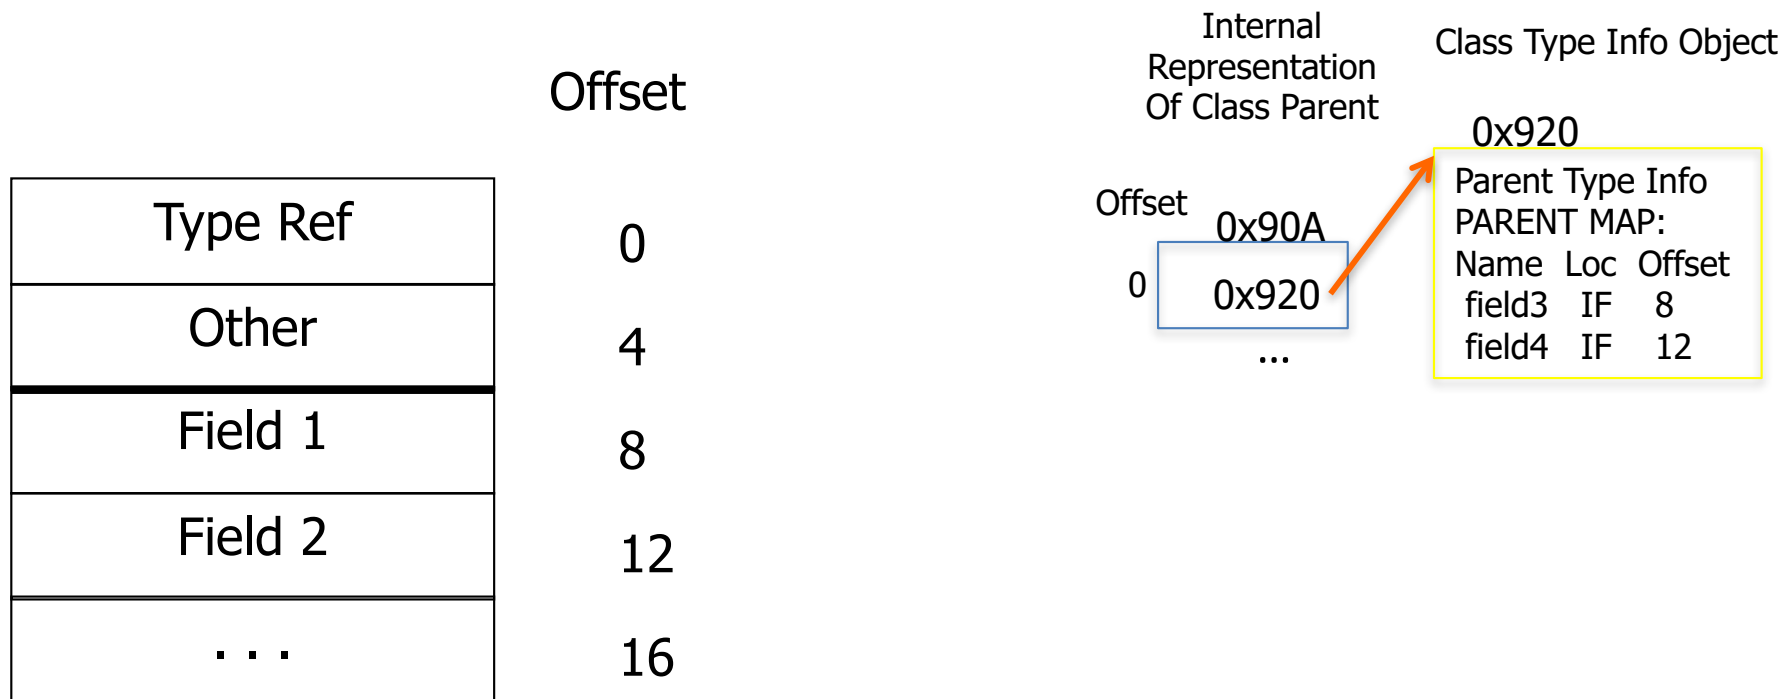 Offset
Type Ref 0
Other 4
Field 1 8
Field 2 12
. . . 16
Internal
Representation
Of Class Parent
Offset
0x90A
0 0x920
...
Class Type Info Object
0x920
Parent Type Info
PARENT MAP:
Name Loc Offset
field3 IF 8
field4 IF 12